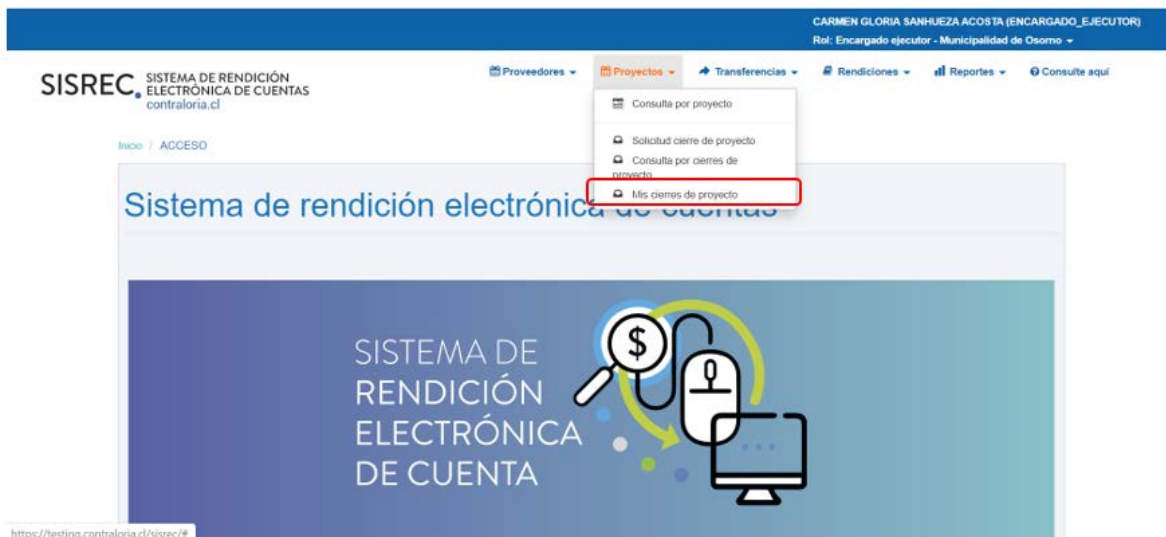 CARMEN GLORIA SANHUEZA ACOSTA (ENCARGADO_EJECUTOR)
Rol: Encargado ejecutor - Municipalidad de Osorno
SISREC. SISTEMA DE RENDICIÓN
ELECTRÓNICA DE CUENTAS
contraloria.cl
Proveedores
Proyectos
Transferencias
Rendiciones
Reportes
Consulte aquí
Consulta por proyecto
Solicitud cierre de proyecto
Consulta por cierres de
proyecto
Mis cierres de proyecto
Inicio / ACCESO
Sistema de rendición electrónica de cuentas
SISTEMA DE
RENDICIÓN
ELECTRÓNICA
DE CUENTA
$
https://testing.contraloria.cl/sisrec/#